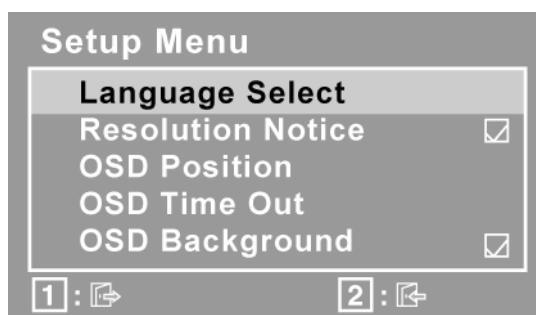 Setup Menu
Language Select
Resolution Notice
OSD Position
OSD Time Out
OSD Background
1 : 2 :